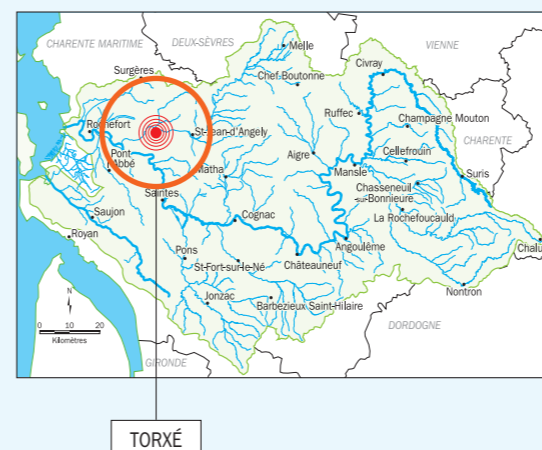 CHARENTE MARITIME
DEUX-SÈVRES
VIENNE
Melle
Civray
Surgères
Chef Boutonne
Rochefort
St-Jean-d'Angely
Ruffec
Champagne Mouton
CHARENTE
Pont
l'Abbé
Matha
Aigre
Mansle
Cellefrouin
Suris
Chasseneuil
-su-Bonnieure
Saintes
La Rochefoucauld
Saujon
Cognac
Royan
Angoulême
Chalus
Pons
St-Fort-sur-le-Né
Châteauneuf
Nontron
Jonzac
Barbezieux Saint-Hilaire
N
0 10 20
Kilomètres
DORDOGNE
GIRONDE
TORXÉ